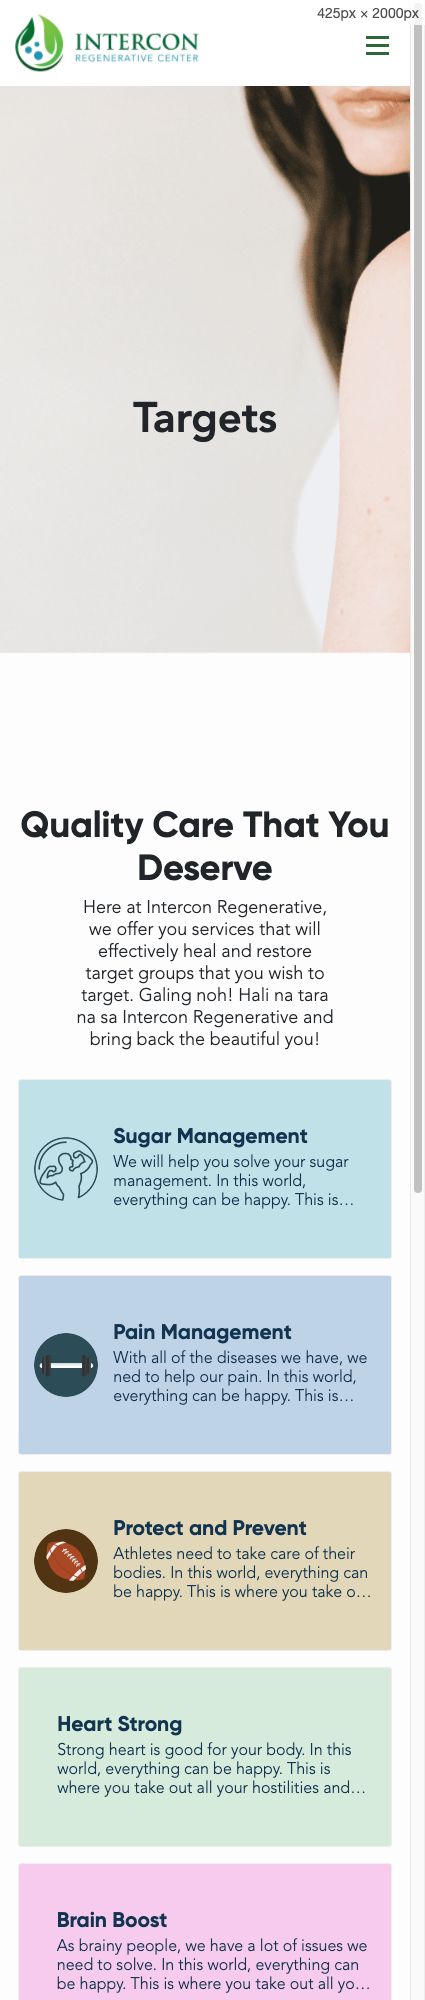 425px × 2000px
INTERCON
REGENERATIVE CENTER
Targets
Quality Care That You
Deserve
Here at Intercon Regenerative,
we offer you services that will
effectively heal and restore
target groups that you wish to
target. Galing noh! Hali na tara
na sa Intercon Regenerative and
bring back the beautiful you!
Sugar Management
We will help you solve your sugar
management. In this world,
everything can be happy. This is…
Pain Management
With all of the diseases we have, we
ned to help our pain. In this world,
everything can be happy. This is…
Protect and Prevent
Athletes need to take care of their
bodies. In this world, everything can
be happy. This is where you take o…
Heart Strong
Strong heart is good for your body. In this
world, everything can be happy. This is
where you take out all your hostilities and…
Brain Boost
As brainy people, we have a lot of issues we
need to solve. In this world, everything can
be happy. This is where you take out all yo…